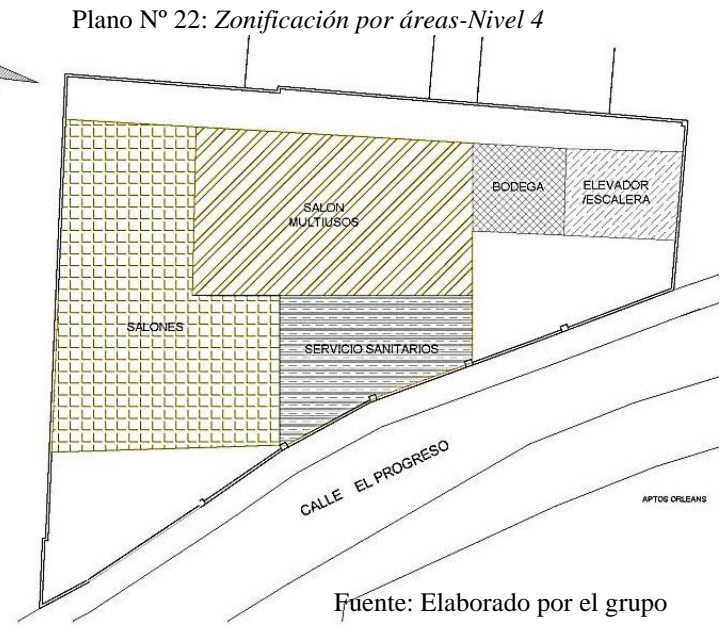 Plano Nº 22: Zonificación por áreas-Nivel 4
BODEGA
ELEVADOR
/ESCALERA
SALON
MULTIUSOS
SALONES
SERVICIO SANITARIOS
CALLE EL PROGRESO
APTOS ORLEANS
Fuente: Elaborado por el grupo